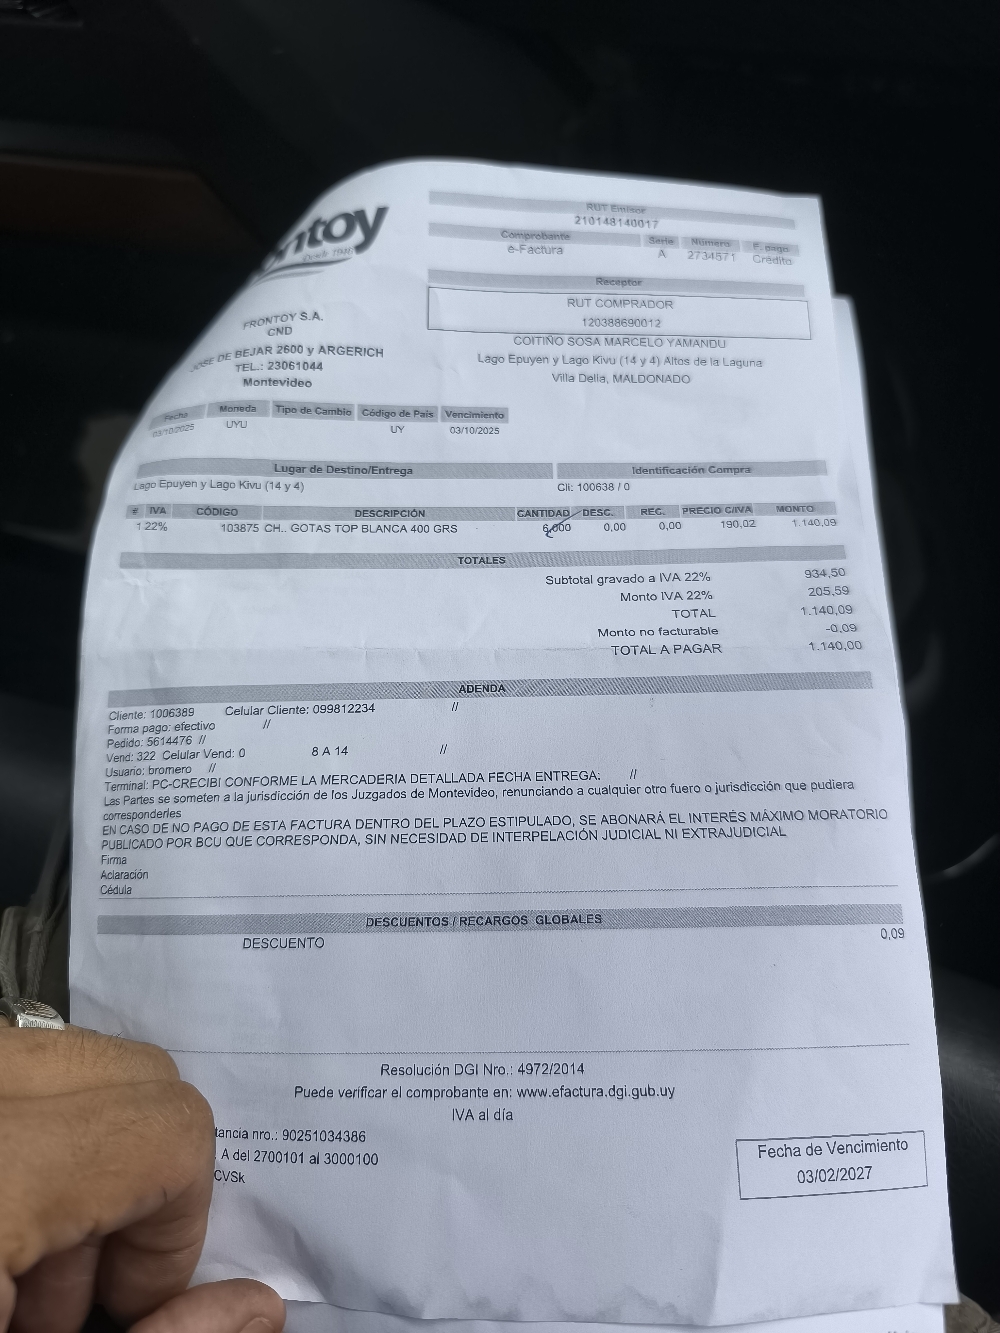 ontoy
Desde 1946
RUT Emisor
210148140017
Comprobante Serie Número F. pago
e-Factura A 2734571 Crédito
Receptor
RUT COMPRADOR
120388690012
COITIÑO SOSA MARCELO YAMANDU
Lago Epuyen y Lago Kivu (14 y 4) Altos de la Laguna
Villa Delia, MALDONADO
FRONTOY S.A.
CND
JOSE DE BEJAR 2600 y ARGERICH
TEL.: 23061044
Montevideo
Fecha Moneda Tipo de Cambio Código de País Vencimiento
03/10/2025 UYU UY 03/10/2025
Lugar de Destino/Entrega Identificación Compra
Lago Epuyen y Lago Kivu (14 y 4) Cli: 100638 / 0
# IVA CÓDIGO DESCRIPCIÓN CANTIDAD DESC. REC. PRECIO C/IVA MONTO
1 22% 103875 CH.. GOTAS TOP BLANCA 400 GRS 6,000 0,00 0,00 190,02 1.140,09
TOTALES
Subtotal gravado a IVA 22% 934,50
Monto IVA 22% 205,59
TOTAL 1.140,09
Monto no facturable -0,09
TOTAL A PAGAR 1.140,00
ADENDA
Cliente: 1006389 Celular Cliente: 099812234 //
Forma pago: efectivo //
Pedido: 5614476 //
Vend: 322 Celular Vend: 0 8 A 14 //
Usuario: bromero //
Terminal: PC-CRECIBI CONFORME LA MERCADERIA DETALLADA FECHA ENTREGA: //
Las Partes se someten a la jurisdicción de los Juzgados de Montevideo, renunciando a cualquier otro fuero o jurisdicción que pudiera
corresponderles
EN CASO DE NO PAGO DE ESTA FACTURA DENTRO DEL PLAZO ESTIPULADO, SE ABONARÁ EL INTERÉS MÁXIMO MORATORIO
PUBLICADO POR BCU QUE CORRESPONDA, SIN NECESIDAD DE INTERPELACIÓN JUDICIAL NI EXTRAJUDICIAL
Firma
Aclaración
Cédula
DESCUENTOS / RECARGOS GLOBALES
DESCUENTO 0,09
Resolución DGI Nro.: 4972/2014
Puede verificar el comprobante en: www.efactura.dgi.gub.uy
IVA al día
tancia nro.: 90251034386
. A del 2700101 al 3000100
CVSk
Fecha de Vencimiento
03/02/2027